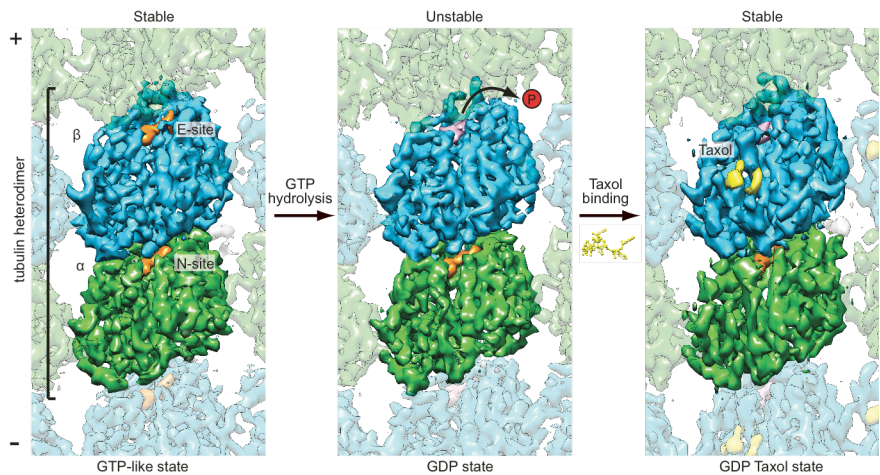 Stable
Unstable
Stable
+
β
E-site
P
Taxol
tubulin heterodimer
GTP
hydrolysis
Taxol
binding
α
N-site
-
GTP-like state
GDP state
GDP Taxol state